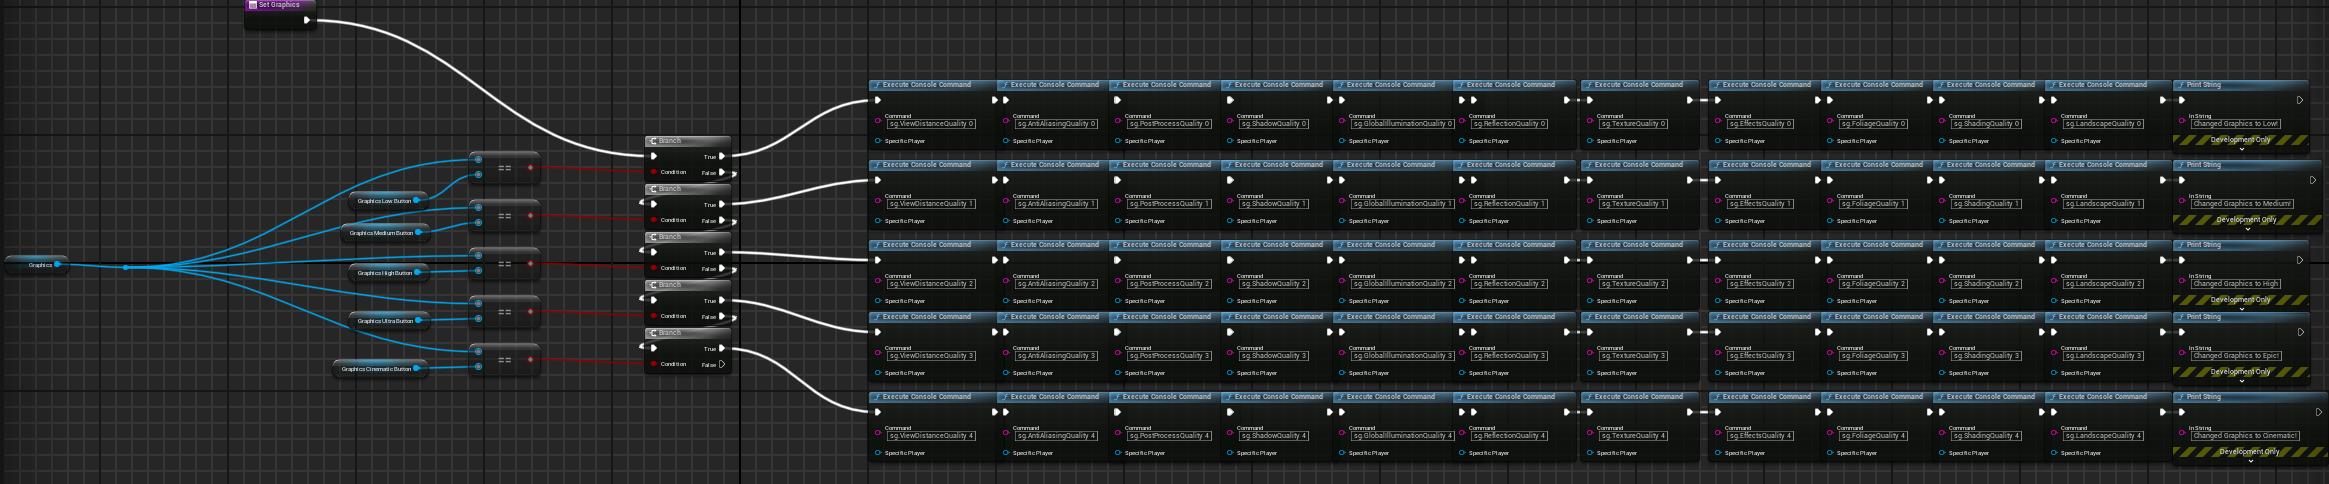 Set Graphics
Execute Console Command Execute Console Command Execute Console Command Execute Console Command Execute Console Command Execute Console Command Execute Console Command Execute Console Command Execute Console Command Execute Console Command Execute Console Command Print String
Command Command Command Command Command Command Command Command Command Command Command In String
sg.ViewDistanceQuality 0 sg.AntiAliasingQuality 0 sg.PostProcessQuality 0 sg.ShadowQuality 0 sg.GlobalIlluminationQuality 0 sg.ReflectionQuality 0 sg.TextureQuality 0 sg.EffectsQuality 0 sg.FoliageQuality 0 sg.ShadingQuality 0 sg.LandscapeQuality 0 Changed Graphics to Low!
Specific Player Specific Player Specific Player Specific Player Specific Player Specific Player Specific Player Specific Player Specific Player Specific Player Specific Player Development Only
Branch
True
Condition False
==
Execute Console Command Execute Console Command Execute Console Command Execute Console Command Execute Console Command Execute Console Command Execute Console Command Execute Console Command Execute Console Command Execute Console Command Execute Console Command Print String
Command Command Command Command Command Command Command Command Command Command Command In String
sg.ViewDistanceQuality 1 sg.AntiAliasingQuality 1 sg.PostProcessQuality 1 sg.ShadowQuality 1 sg.GlobalIlluminationQuality 1 sg.ReflectionQuality 1 sg.TextureQuality 1 sg.EffectsQuality 1 sg.FoliageQuality 1 sg.ShadingQuality 1 sg.LandscapeQuality 1 Changed Graphics to Medium!
Specific Player Specific Player Specific Player Specific Player Specific Player Specific Player Specific Player Specific Player Specific Player Specific Player Specific Player Development Only
Graphics Low Button
Branch
True
Condition False
==
Graphics Medium Button
Execute Console Command Execute Console Command Execute Console Command Execute Console Command Execute Console Command Execute Console Command Execute Console Command Execute Console Command Execute Console Command Execute Console Command Execute Console Command Print String
Command Command Command Command Command Command Command Command Command Command Command In String
sg.ViewDistanceQuality 2 sg.AntiAliasingQuality 2 sg.PostProcessQuality 2 sg.ShadowQuality 2 sg.GlobalIlluminationQuality 2 sg.ReflectionQuality 2 sg.TextureQuality 2 sg.EffectsQuality 2 sg.FoliageQuality 2 sg.ShadingQuality 2 sg.LandscapeQuality 2 Changed Graphics to High
Specific Player Specific Player Specific Player Specific Player Specific Player Specific Player Specific Player Specific Player Specific Player Specific Player Specific Player Development Only
Graphics
Branch
True
Condition False
==
Graphics High Button
Branch
True
Condition False
==
Graphics Ultra Button
Execute Console Command Execute Console Command Execute Console Command Execute Console Command Execute Console Command Execute Console Command Execute Console Command Execute Console Command Execute Console Command Execute Console Command Execute Console Command Print String
Command Command Command Command Command Command Command Command Command Command Command In String
sg.ViewDistanceQuality 3 sg.AntiAliasingQuality 3 sg.PostProcessQuality 3 sg.ShadowQuality 3 sg.GlobalIlluminationQuality 3 sg.ReflectionQuality 3 sg.TextureQuality 3 sg.EffectsQuality 3 sg.FoliageQuality 3 sg.ShadingQuality 3 sg.LandscapeQuality 3 Changed Graphics to Epic!
Specific Player Specific Player Specific Player Specific Player Specific Player Specific Player Specific Player Specific Player Specific Player Specific Player Specific Player Development Only
Branch
True
Condition False
==
Graphics Cinematic Button
Execute Console Command Execute Console Command Execute Console Command Execute Console Command Execute Console Command Execute Console Command Execute Console Command Execute Console Command Execute Console Command Execute Console Command Execute Console Command Print String
Command Command Command Command Command Command Command Command Command Command Command In String
sg.ViewDistanceQuality 4 sg.AntiAliasingQuality 4 sg.PostProcessQuality 4 sg.ShadowQuality 4 sg.GlobalIlluminationQuality 4 sg.ReflectionQuality 4 sg.TextureQuality 4 sg.EffectsQuality 4 sg.FoliageQuality 4 sg.ShadingQuality 4 sg.LandscapeQuality 4 Changed Graphics to Cinematic!
Specific Player Specific Player Specific Player Specific Player Specific Player Specific Player Specific Player Specific Player Specific Player Specific Player Specific Player Development Only